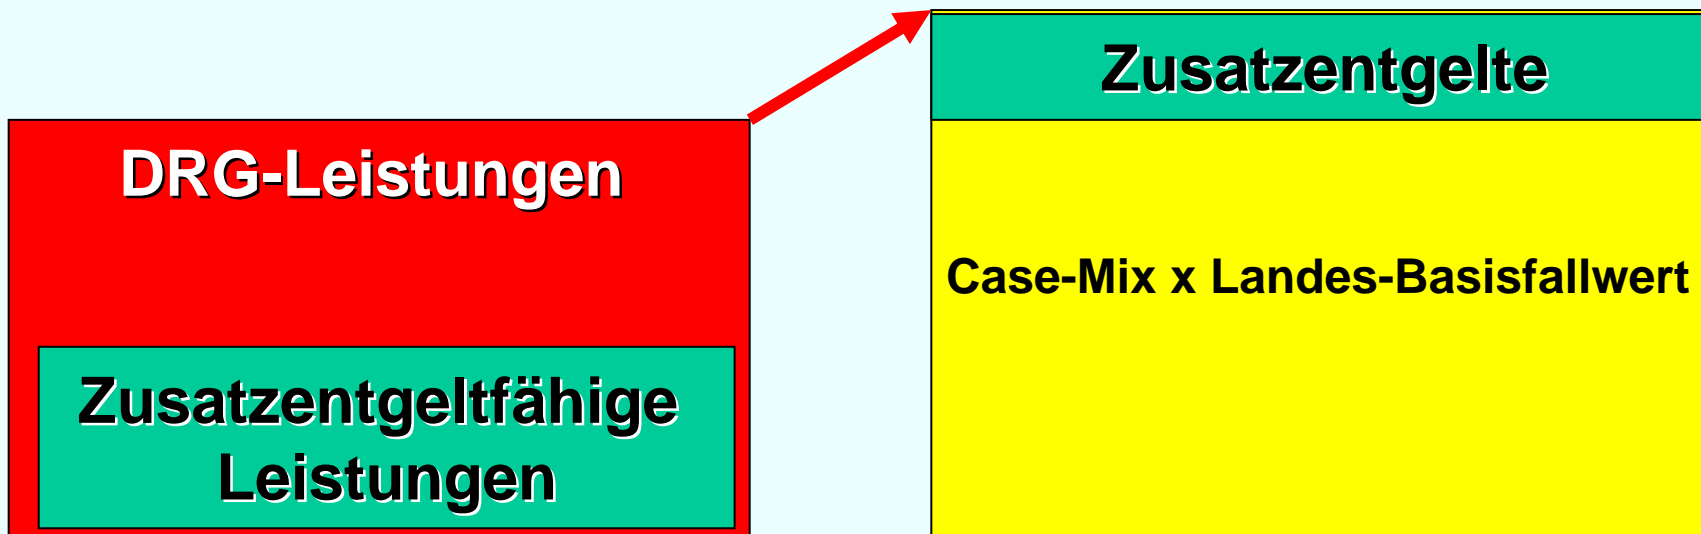 Zusatzentgelte
DRG-Leistungen
Case-Mix x Landes-Basisfallwert
Zusatzentgeltfähige
Leistungen